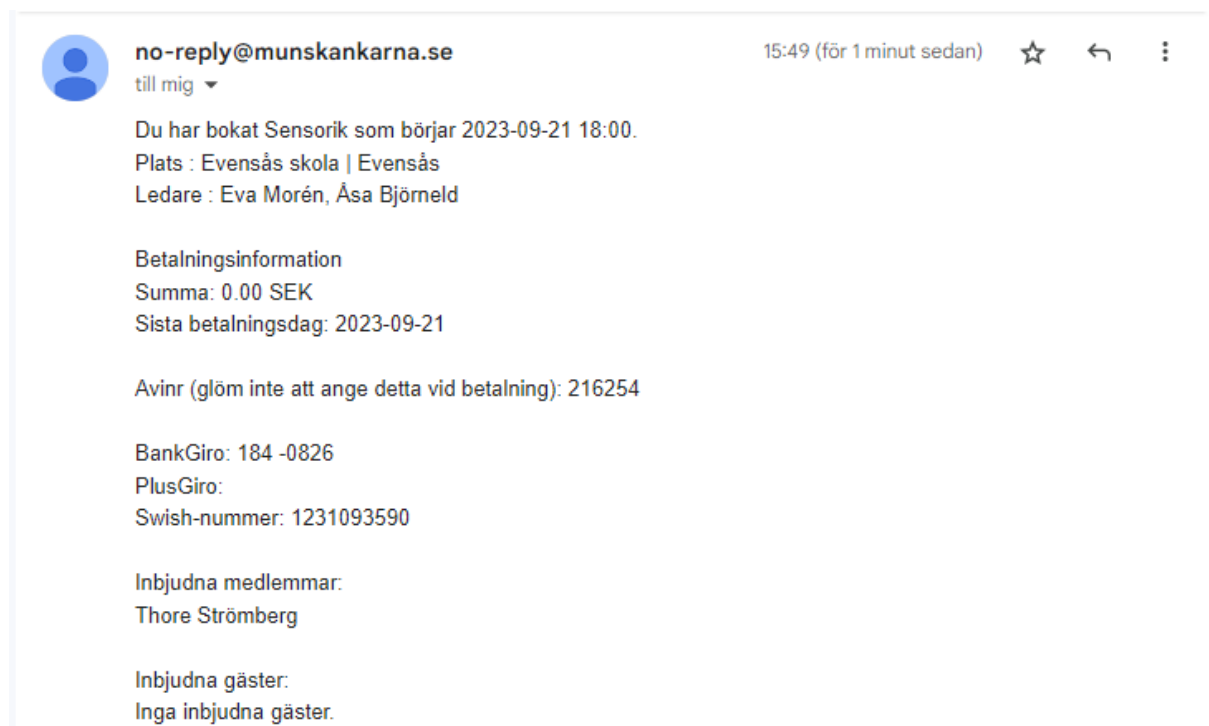 no-reply@munskankarna.se
15:49 (för 1 minut sedan)
till mig
Du har bokat Sensorik som börjar 2023-09-21 18:00.
Plats : Evensås skola | Evensås
Ledare : Eva Morén, Åsa Björneld
Betalningsinformation
Summa: 0.00 SEK
Sista betalningsdag: 2023-09-21
Avinr (glöm inte att ange detta vid betalning): 216254
BankGiro: 184 -0826
PlusGiro:
Swish-nummer: 1231093590
Inbjudna medlemmar:
Thore Strömberg
Inbjudna gäster:
Inga inbjudna gäster.